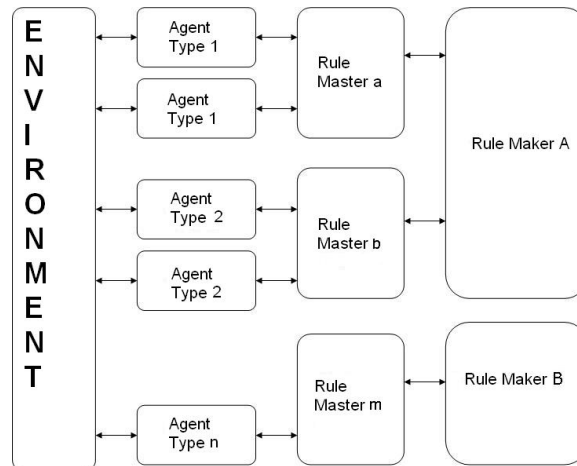 ENVIRONMENT
Agent
Type 1
Agent
Type 1
Rule
Master a
Rule Maker A
Agent
Type 2
Agent
Type 2
Rule
Master b
Agent
Type n
Rule
Master m
Rule Maker B